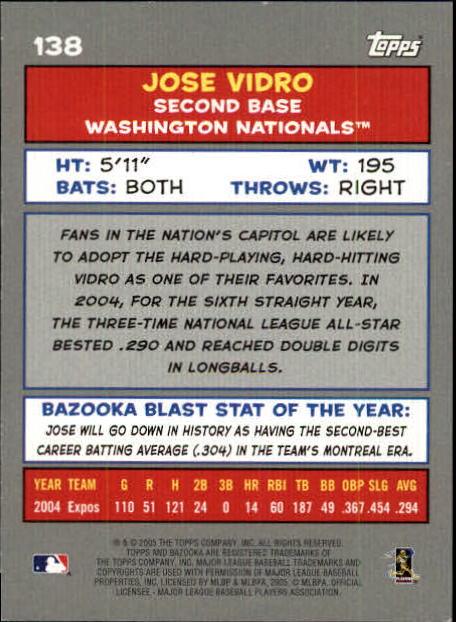 138
Topps
JOSE VIDRO
SECOND BASE
WASHINGTON NATIONALS™
HT: 5'11" WT: 195
BATS: BOTH THROWS: RIGHT
FANS IN THE NATION'S CAPITOL ARE LIKELY
TO ADOPT THE HARD-PLAYING, HARD-HITTING
VIDRO AS ONE OF THEIR FAVORITES. IN
2004, FOR THE SIXTH STRAIGHT YEAR,
THE THREE-TIME NATIONAL LEAGUE ALL-STAR
BESTED .290 AND REACHED DOUBLE DIGITS
IN LONGBALLS.
BAZOOKA BLAST STAT OF THE YEAR:
JOSE WILL GO DOWN IN HISTORY AS HAVING THE SECOND-BEST
CAREER BATTING AVERAGE (.304) IN THE TEAM'S MONTREAL ERA.
YEAR TEAM G R H 2B 3B HR RBI TB BB OBP SLG AVG
2004 Expos 110 51 121 24 0 14 60 187 49 .367 .454 .294
® & © 2005 THE TOPPS COMPANY, INC. ALL RIGHTS RESERVED.
TOPPS AND BAZOOKA ARE REGISTERED TRADEMARKS OF
THE TOPPS COMPANY, INC. MAJOR LEAGUE BASEBALL TRADEMARKS AND
COPYRIGHTS ARE USED WITH PERMISSION OF MAJOR LEAGUE BASEBALL
PROPERTIES, INC. LICENSED BY MLBP & MLBPA, 2005. © MLBPA. OFFICIAL
LICENSEE - MAJOR LEAGUE BASEBALL PLAYERS ASSOCIATION.